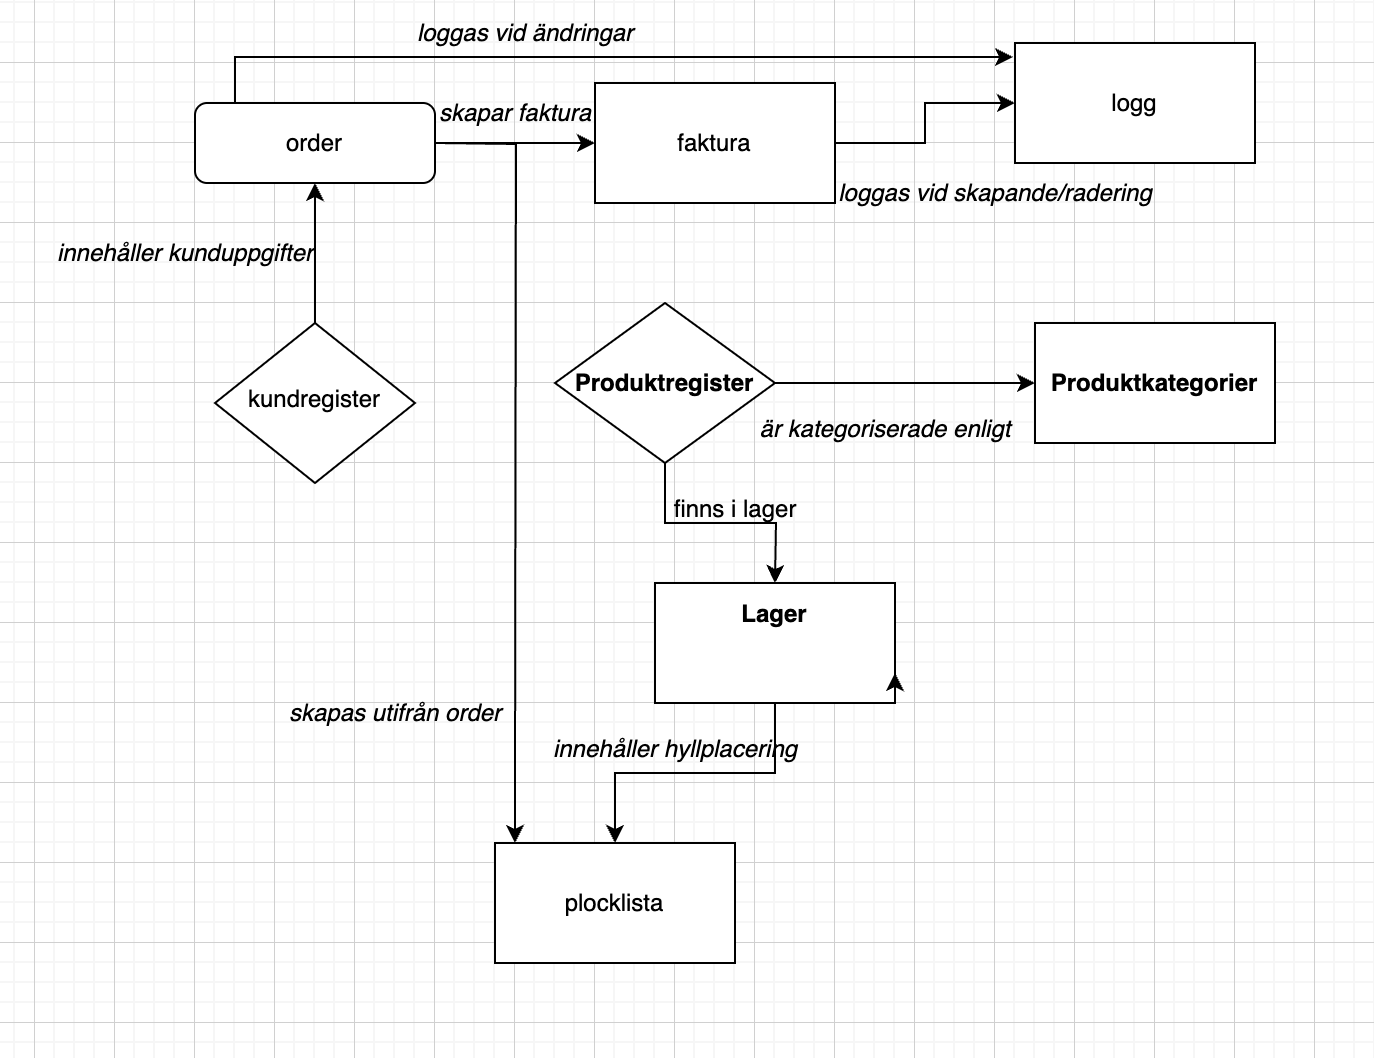 loggas vid ändringar
skapar faktura
order
faktura
logg
loggas vid skapande/radering
innehåller kunduppgifter
kundregister
Produktregister
Produktkategorier
är kategoriserade enligt
finns i lager
Lager
skapas utifrån order
innehåller hyllplacering
plocklista